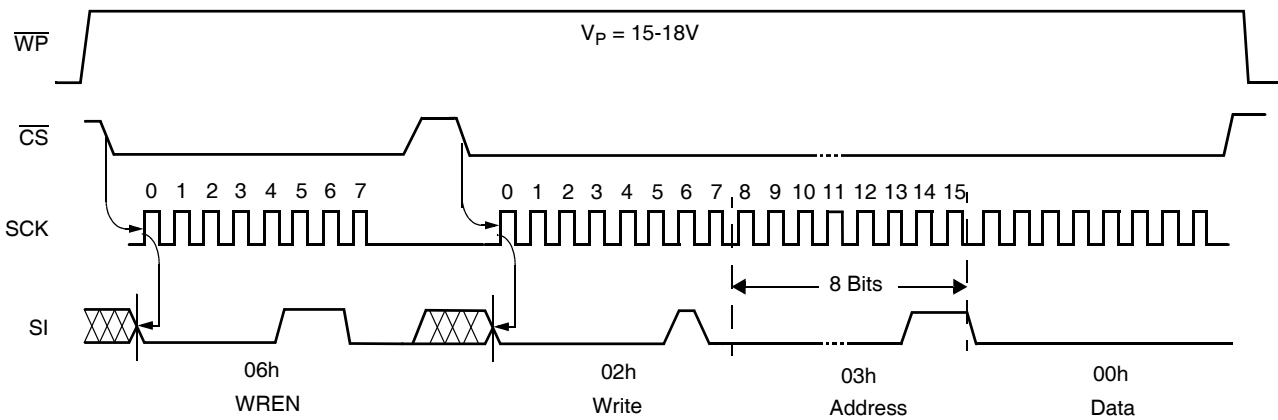 WP
V_P = 15-18V
CS
0 1 2 3 4 5 6 7
0 1 2 3 4 5 6 7 8 9 10 11 12 13 14 15
SCK
8 Bits
SI
06h
WREN
02h
Write
03h
Address
00h
Data